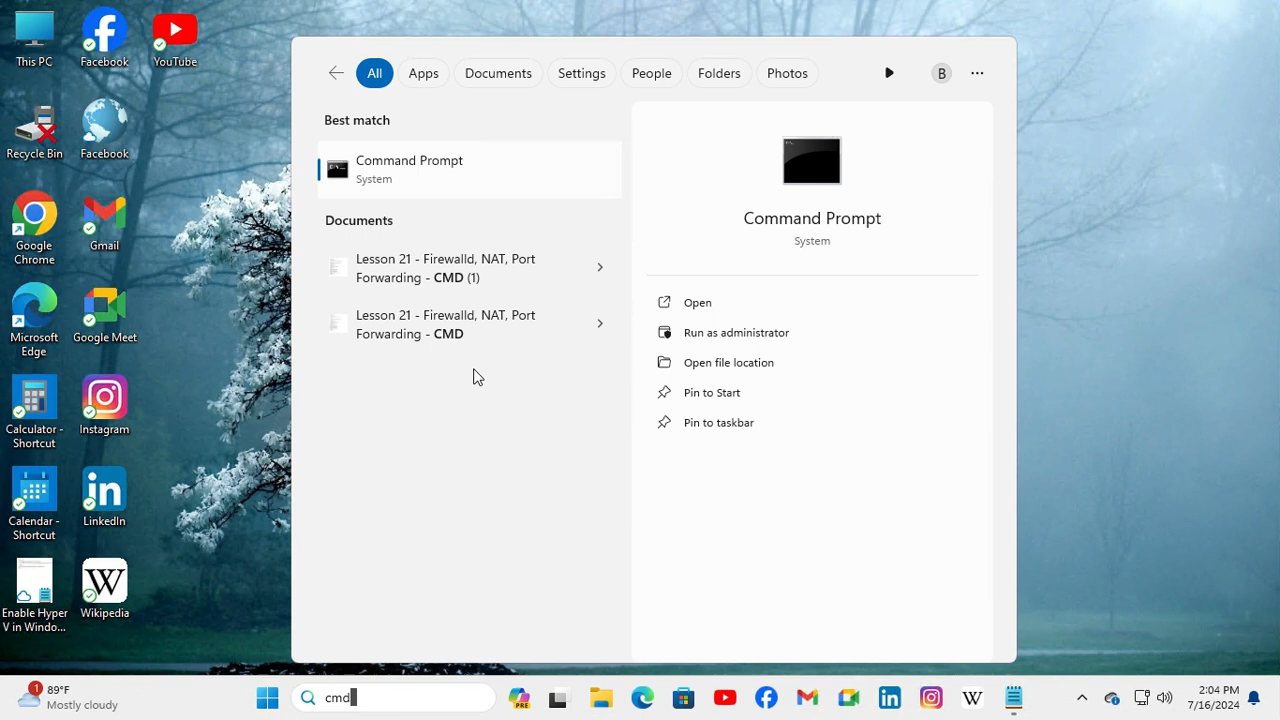 This PC
Facebook
YouTube
Recycle Bin
Facebook
Google
Chrome
Gmail
Microsoft
Edge
Google Meet
Calculator -
Shortcut
Instagram
Calendar -
Shortcut
LinkedIn
Enable Hyper
V in Windo...
Wikipedia
All
Apps
Documents
Settings
People
Folders
Photos
B
Best match
Command Prompt
System
Documents
Lesson 21 - Firewalld, NAT, Port
Forwarding - CMD (1)
Lesson 21 - Firewalld, NAT, Port
Forwarding - CMD
Command Prompt
System
Open
Run as administrator
Open file location
Pin to Start
Pin to taskbar
1
89°F
Mostly cloudy
cmd
PRE
2:04 PM
7/16/2024